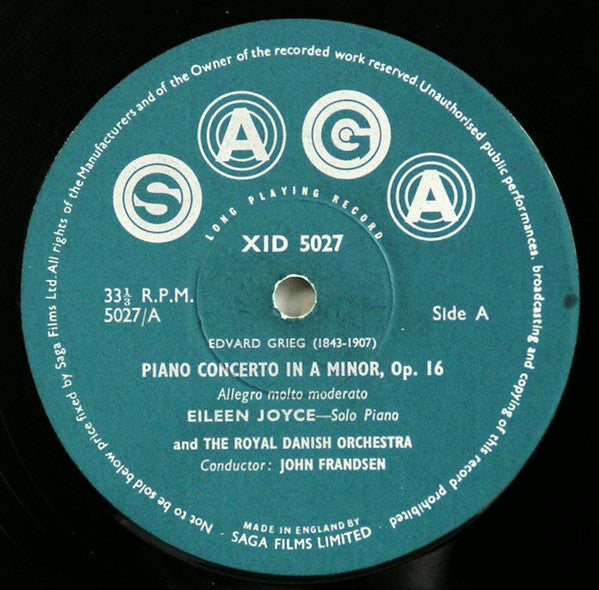 Not to be sold below price fixed by Saga Films Ltd. All rights of the Manufacturers and of the Owner of the recorded work reserved. Unauthorised public performances, broadcasting and copying of this record prohibited
SAGA
LONG PLAYING RECORD
XID 5027
33⅓ R.P.M.
5027/A
Side A
EDVARD GRIEG (1843-1907)
PIANO CONCERTO IN A MINOR, Op. 16
Allegro molto moderato
EILEEN JOYCE—Solo Piano
and THE ROYAL DANISH ORCHESTRA
Conductor: JOHN FRANDSEN
MADE IN ENGLAND BY
· SAGA FILMS LIMITED ·